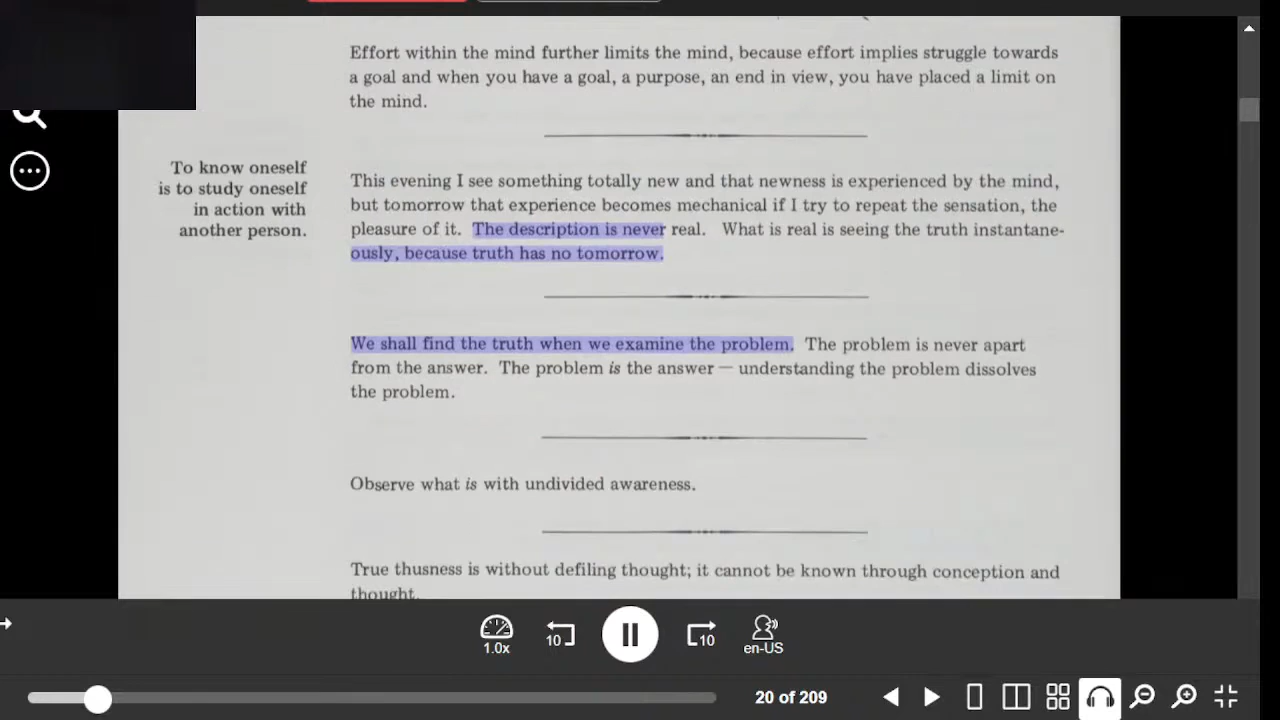 Effort within the mind further limits the mind, because effort implies struggle towards
a goal and when you have a goal, a purpose, an end in view, you have placed a limit on
the mind.
To know oneself
is to study oneself
in action with
another person.
This evening I see something totally new and that newness is experienced by the mind,
but tomorrow that experience becomes mechanical if I try to repeat the sensation, the
pleasure of it. The description is never real. What is real is seeing the truth instantane-
ously, because truth has no tomorrow.
We shall find the truth when we examine the problem. The problem is never apart
from the answer. The problem is the answer — understanding the problem dissolves
the problem.
Observe what is with undivided awareness.
True thusness is without defiling thought; it cannot be known through conception and
thought.
1.0x
10
10
en-US
20 of 209